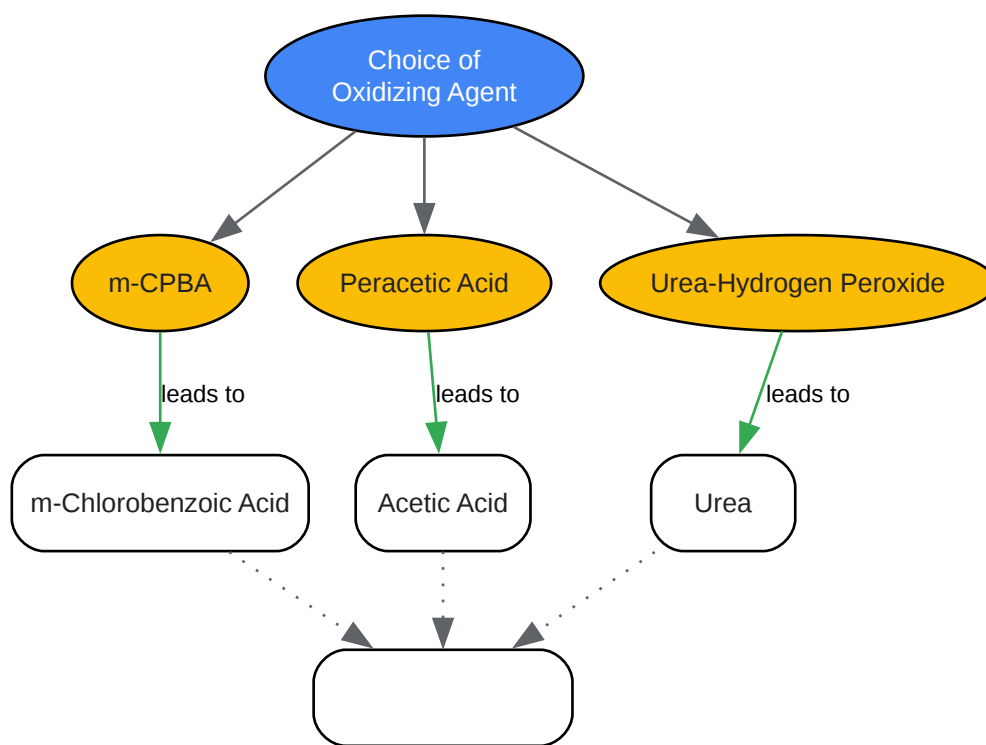 Choice of
Oxidizing Agent
m-CPBA
Peracetic Acid
Urea-Hydrogen Peroxide
leads to
leads to
leads to
m-Chlorobenzoic Acid
Acetic Acid
Urea